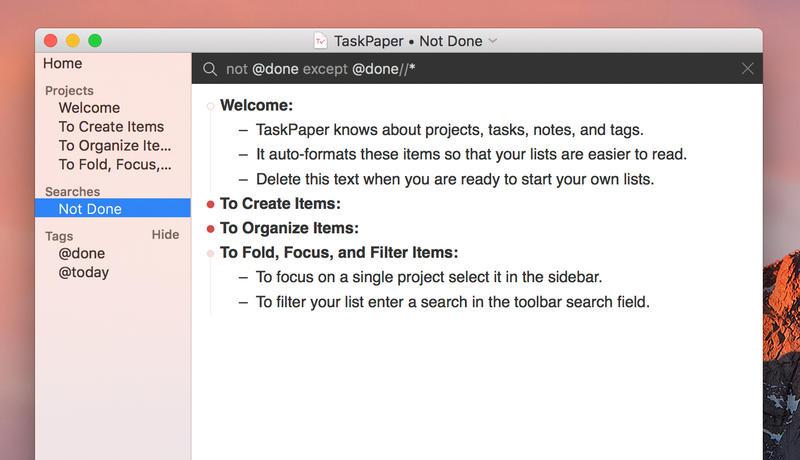 TaskPaper • Not Done
Home
Projects
Welcome
To Create Items
To Organize Ite...
To Fold, Focus,...
Searches
Not Done
Tags Hide
@done
@today
not @done except @done//*
Welcome:
– TaskPaper knows about projects, tasks, notes, and tags.
– It auto-formats these items so that your lists are easier to read.
– Delete this text when you are ready to start your own lists.
To Create Items:
To Organize Items:
To Fold, Focus, and Filter Items:
– To focus on a single project select it in the sidebar.
– To filter your list enter a search in the toolbar search field.